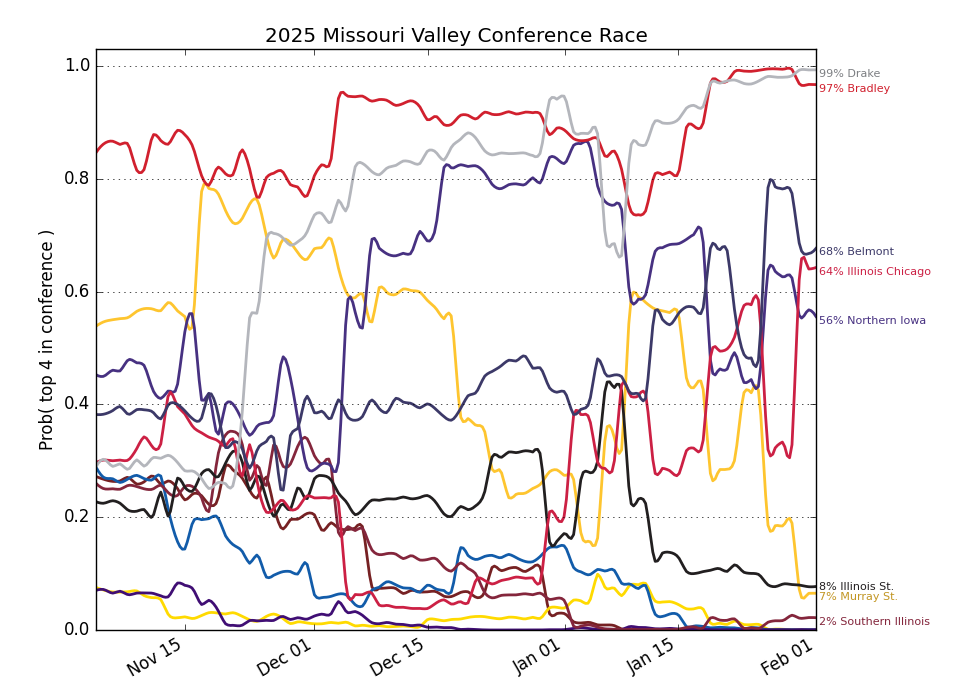 2025 Missouri Valley Conference Race
Prob( top 4 in conference )
1.0
0.8
0.6
0.4
0.2
0.0
Nov 15
Dec 01
Dec 15
Jan 01
Jan 15
Feb 01
99% Drake
97% Bradley
68% Belmont
64% Illinois Chicago
56% Northern Iowa
8% Illinois St.
7% Murray St.
2% Southern Illinois